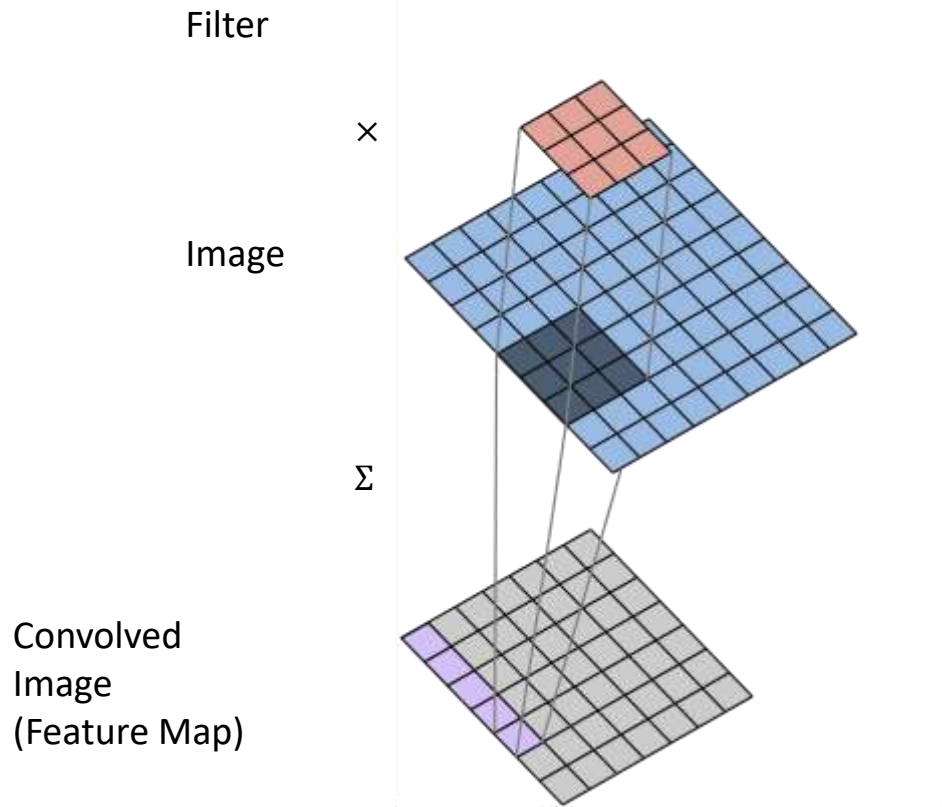 Filter
×
Image
Σ
Convolved
Image
(Feature Map)